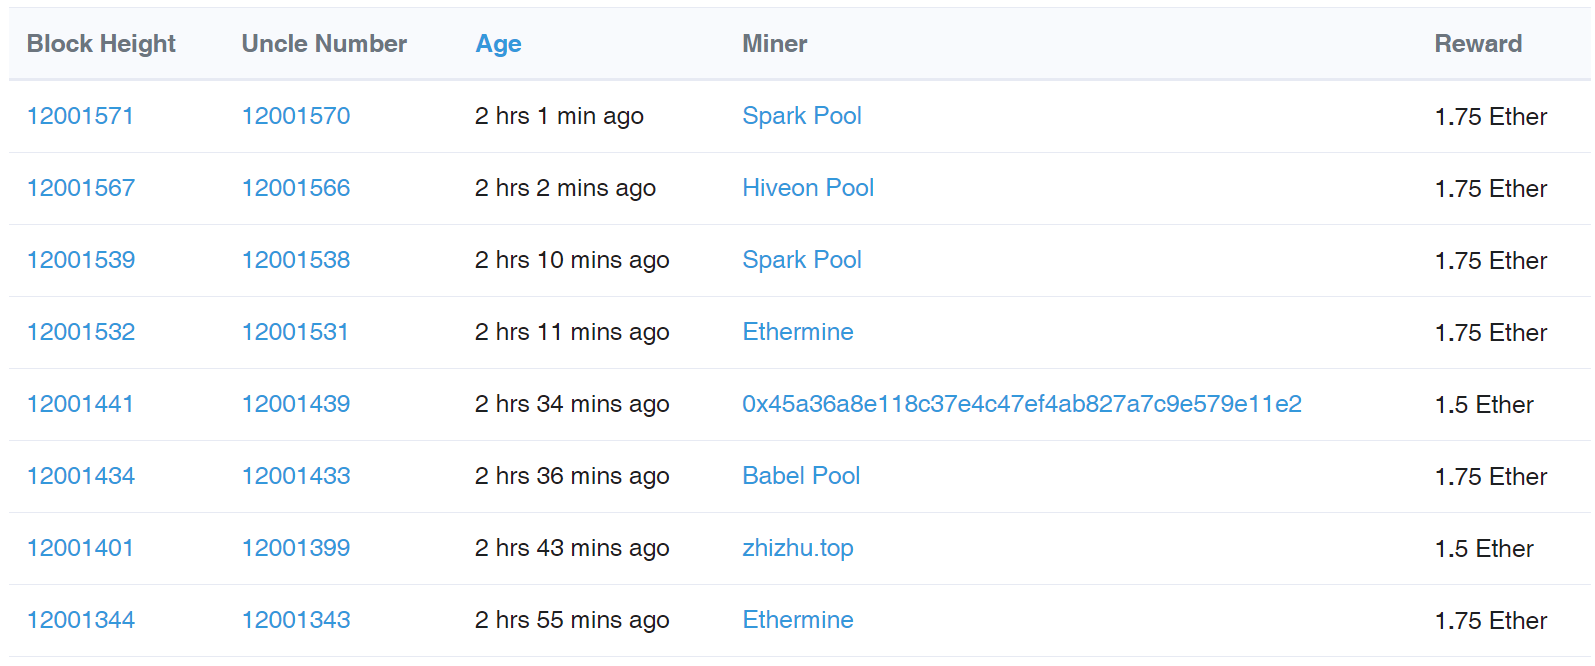 Block Height Uncle Number Age Miner Reward
12001571 12001570 2 hrs 1 min ago Spark Pool 1.75 Ether
12001567 12001566 2 hrs 2 mins ago Hiveon Pool 1.75 Ether
12001539 12001538 2 hrs 10 mins ago Spark Pool 1.75 Ether
12001532 12001531 2 hrs 11 mins ago Ethermine 1.75 Ether
12001441 12001439 2 hrs 34 mins ago 0x45a36a8e118c37e4c47ef4ab827a7c9e579e11e2 1.5 Ether
12001434 12001433 2 hrs 36 mins ago Babel Pool 1.75 Ether
12001401 12001399 2 hrs 43 mins ago zhizhu.top 1.5 Ether
12001344 12001343 2 hrs 55 mins ago Ethermine 1.75 Ether